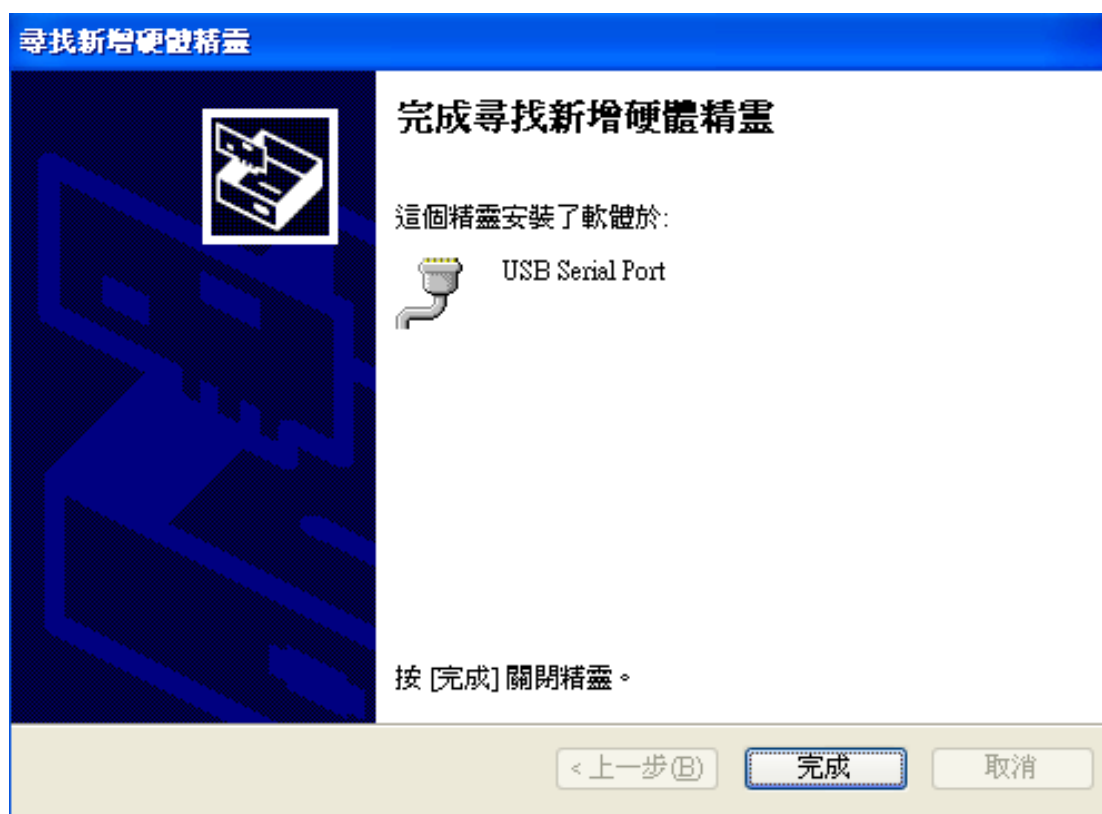 尋找新增硬體精靈
完成尋找新增硬體精靈
這個精靈安裝了軟體於:
USB Serial Port
按 [完成] 關閉精靈。
< 上一步(B)
完成
取消